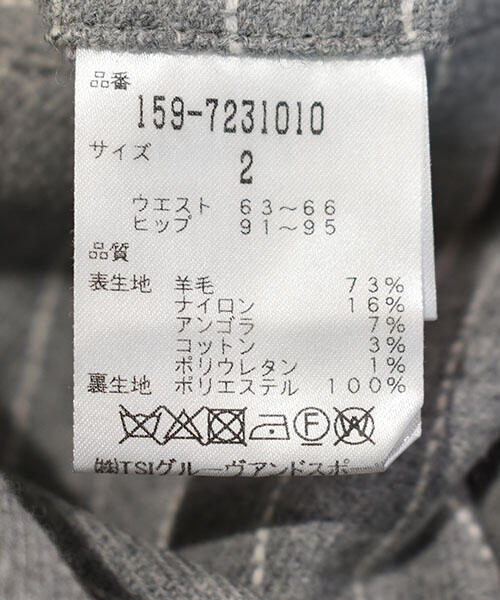 品番
159-7231010
サイズ
2
ウエスト 63~66
ヒップ 91~95
品質
表生地 羊毛 73%
ナイロン 16%
アンゴラ 7%
コットン 3%
ポリウレタン 1%
裏生地 ポリエステル 100%
F W
㈱TSIグルーヴアンドスポー